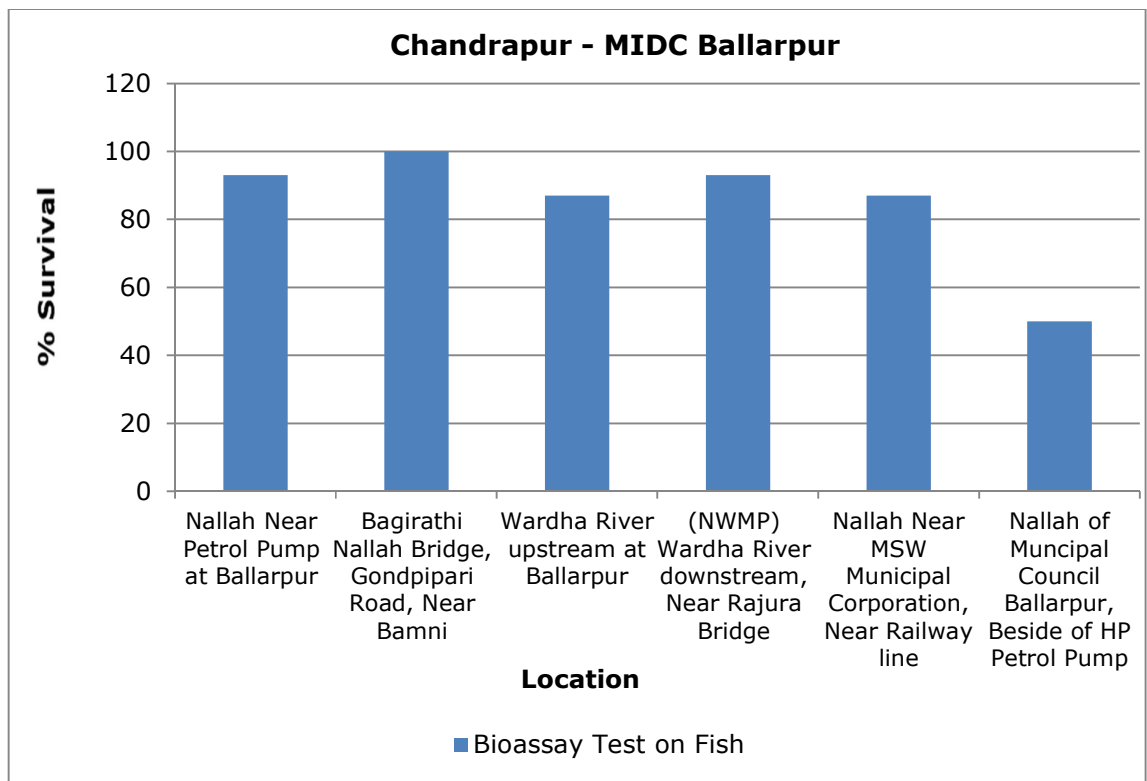 Chandrapur - MIDC Ballarpur
% Survival
120
100
80
60
40
20
0
Nallah Near
Petrol Pump
at Ballarpur
Bagirathi
Nallah Bridge,
Gondpipari
Road, Near
Bamni
Wardha River
upstream at
Ballarpur
(NWMP)
Wardha River
downstream,
Near Rajura
Bridge
Nallah Near
MSW
Municipal
Corporation,
Near Railway
line
Nallah of
Muncipal
Council
Ballarpur,
Beside of HP
Petrol Pump
Location
Bioassay Test on Fish